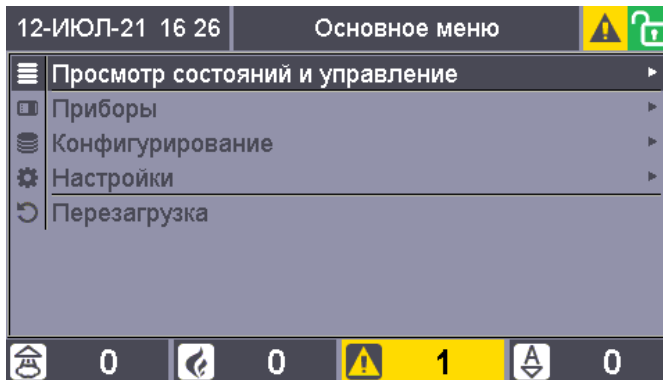 12-ИЮЛ-21 16 26 Основное меню
Просмотр состояний и управление
Приборы
Конфигурирование
Настройки
Перезагрузка
0 0 1 A 0